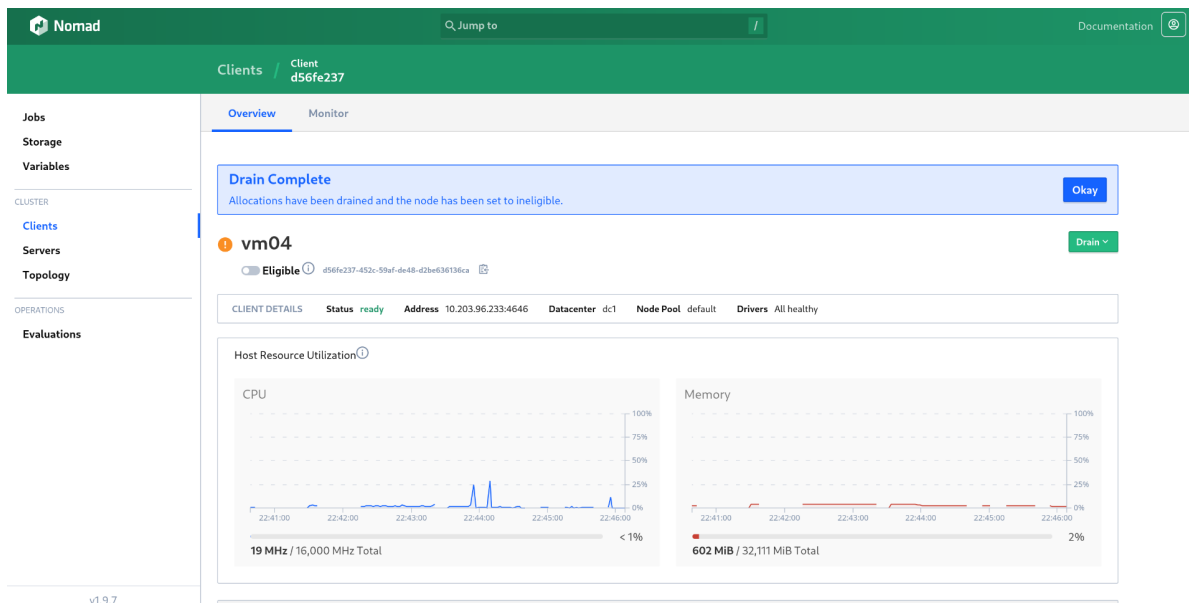 Nomad
Jump to
/
Documentation
Clients / Client
d56fe237
Jobs
Storage
Variables
CLUSTER
Clients
Servers
Topology
OPERATIONS
Evaluations
v1.9.7
Overview Monitor
Drain Complete
Allocations have been drained and the node has been set to ineligible.
Okay
vm04
Drain
Eligible d56fe237-452c-59af-de48-d2be636136ca
CLIENT DETAILS Status ready Address 10.203.96.233:4646 Datacenter dc1 Node Pool default Drivers All healthy
Host Resource Utilization
CPU
100%
75%
50%
25%
0%
22:41:00 22:42:00 22:43:00 22:44:00 22:45:00 22:46:00
< 1%
19 MHz / 16,000 MHz Total
Memory
100%
75%
50%
25%
0%
22:41:00 22:42:00 22:43:00 22:44:00 22:45:00 22:46:00
2%
602 MiB / 32,111 MiB Total